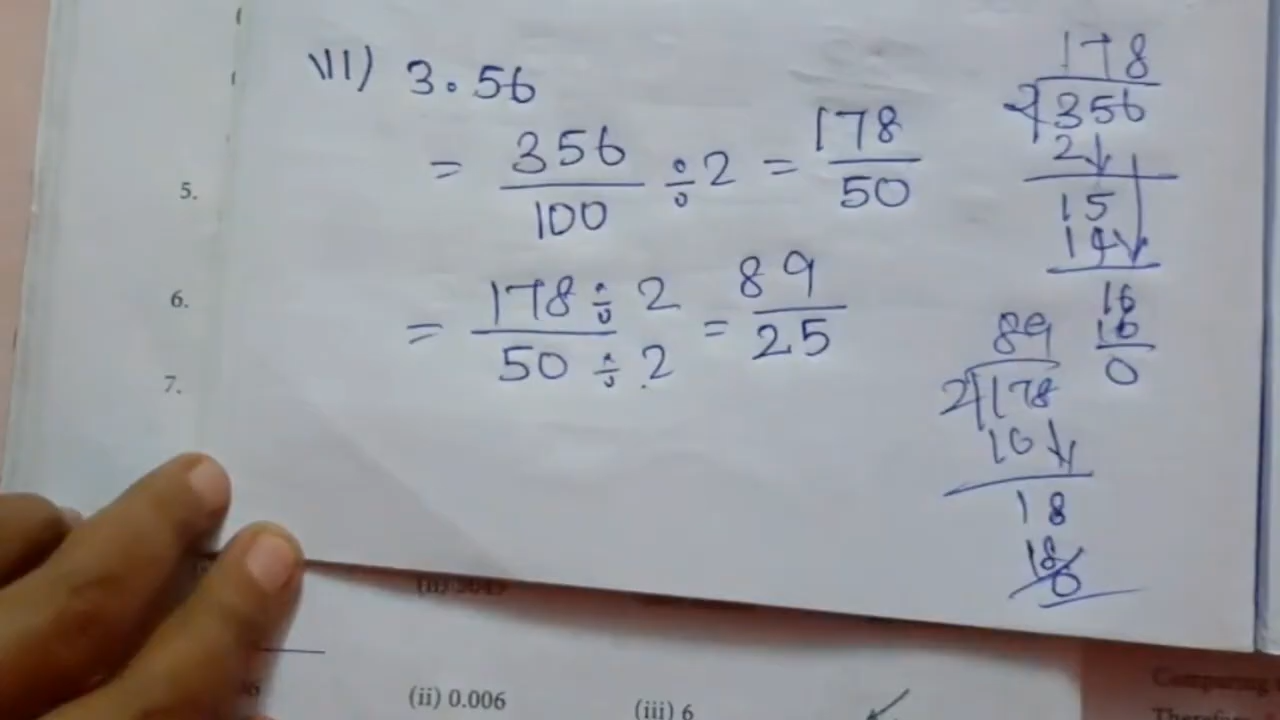 VII) 3.56
= 356/100 ÷ 2 = 178/50
= 178 ÷ 2 / 50 ÷ 2 = 89/25
178
2 356
2
15
14
16
16
0
89
2 178
16
18
18
0
5.
6.
7.
(ii) 0.006
(iii) 6
Computing